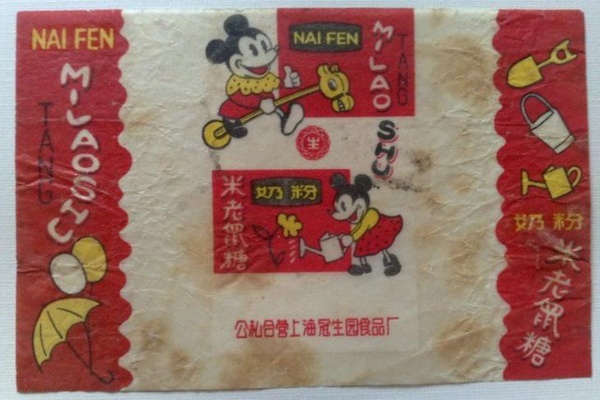 NAI FEN
MILAOSHU
TANG
NAI FEN
MILAO
SHU
TANG
生
奶粉
米老鼠糖
公私合营上海冠生园食品厂
奶粉
米老鼠糖